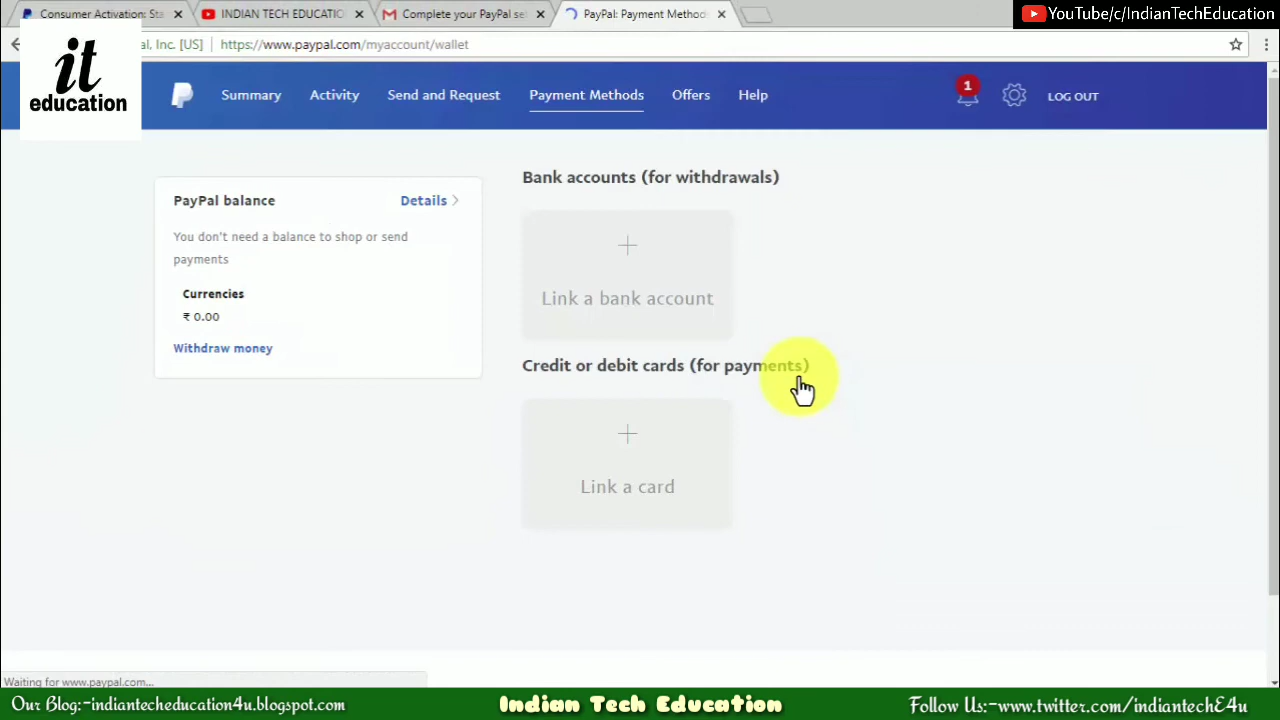 Consumer Activation: Sta
INDIAN TECH EDUCATIO
Complete your PayPal se
PayPal: Payment Method
YouTube/c/IndianTechEducation
al, Inc. [US]
https://www.paypal.com/myaccount/wallet
it
education
Summary
Activity
Send and Request
Payment Methods
Offers
Help
1
LOG OUT
PayPal balance
Details
You don't need a balance to shop or send
payments
Currencies
₹ 0.00
Withdraw money
Bank accounts (for withdrawals)
Link a bank account
Credit or debit cards (for payments)
Link a card
Waiting for www.paypal.com...
Our Blog:-indiantecheducation4u.blogspot.com
Indian Tech Education
Follow Us:-www.twitter.com/indiantechE4u